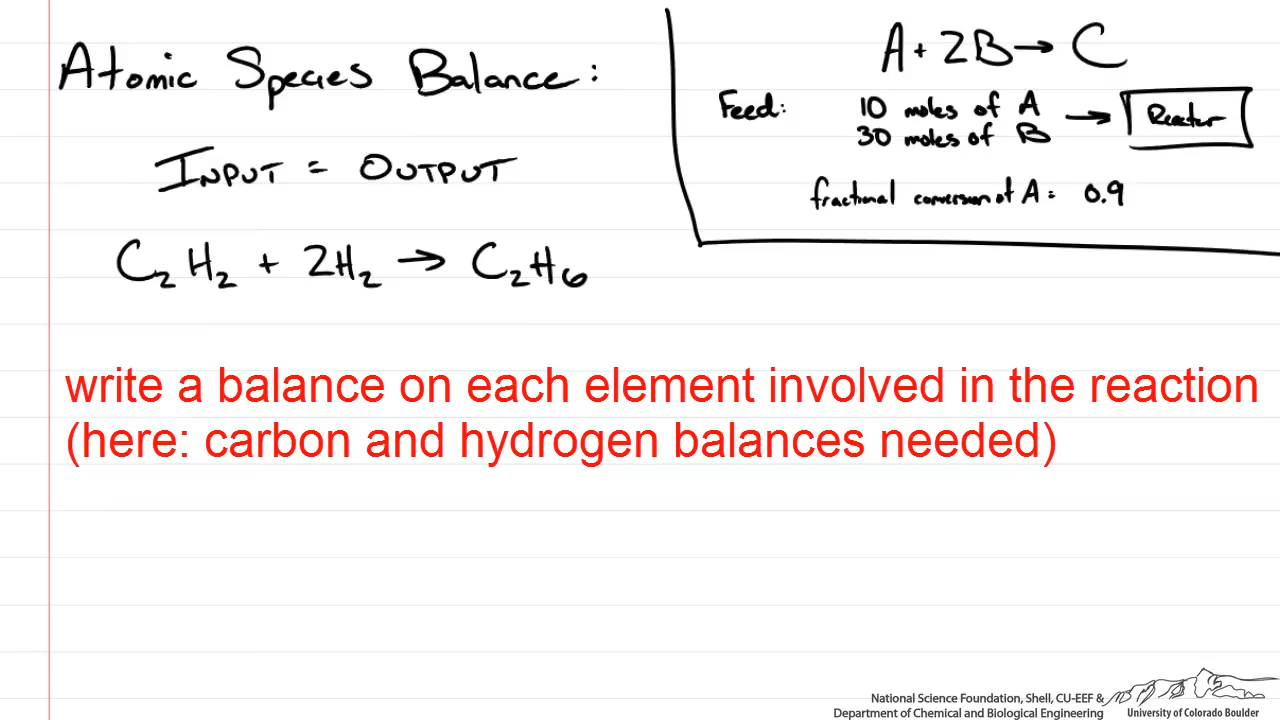 Atomic Species Balance:
INPUT = OUTPUT
C₂H₂ + 2H₂ → C₂H₆
A + 2B → C
Feed: 10 moles of A → Reactor
30 moles of B
fractional conversion of A = 0.9
write a balance on each element involved in the reaction
(here: carbon and hydrogen balances needed)
National Science Foundation, Shell, CU-EEF &
Department of Chemical and Biological Engineering
University of Colorado Boulder